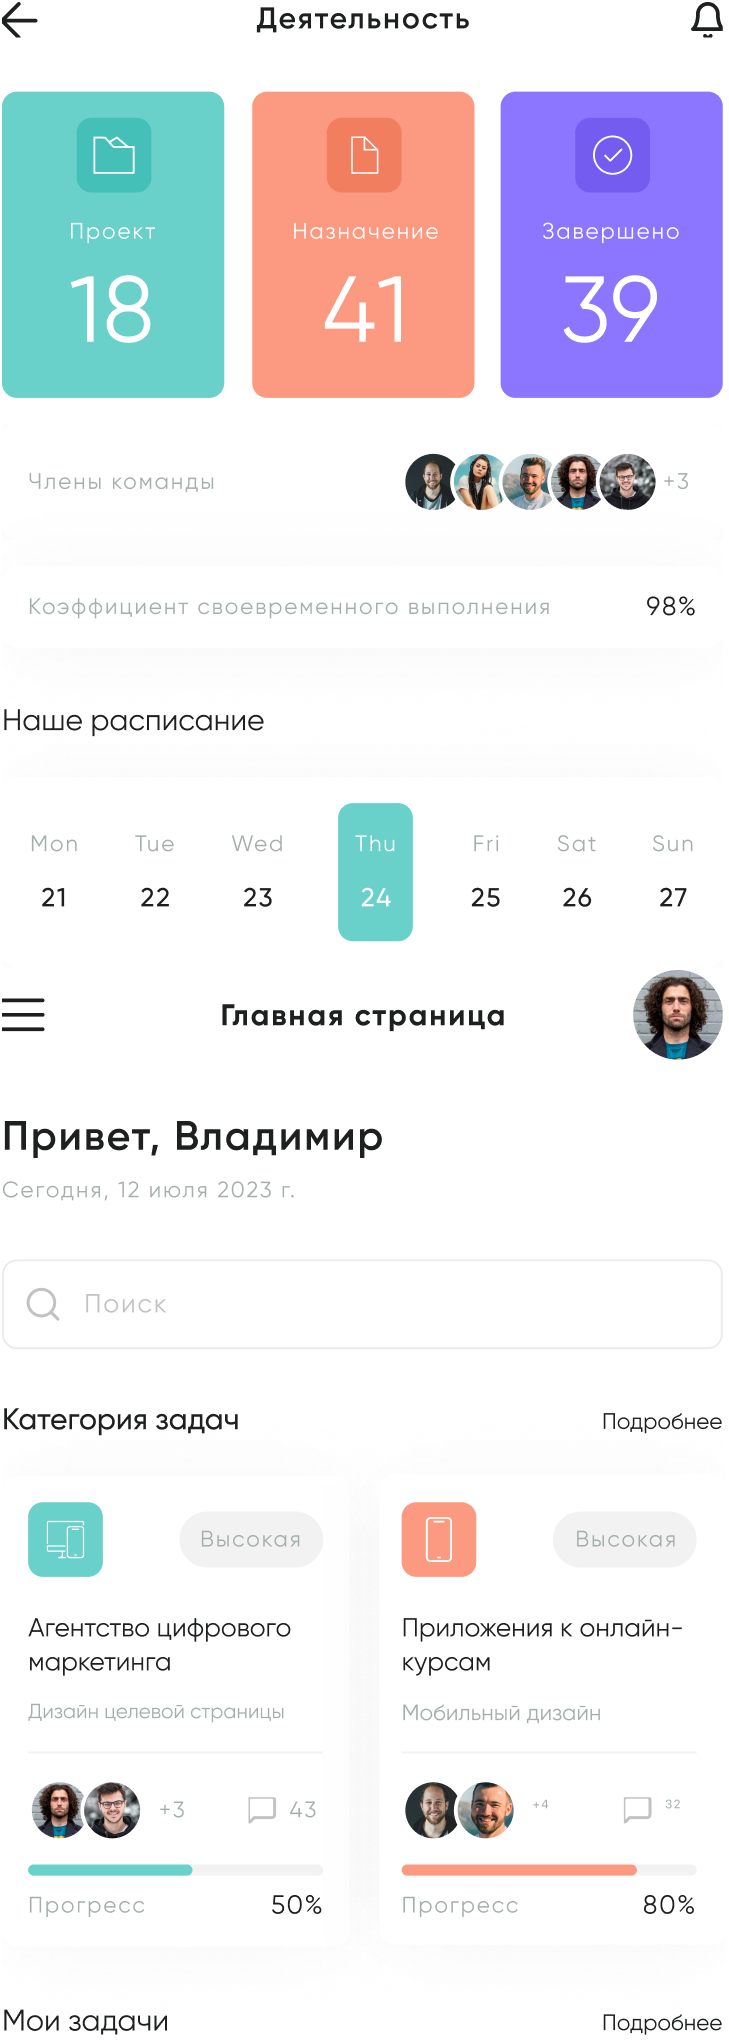 Деятельность
Проект
Назначение
Завершено
18
41
39
Члены команды
+3
Коэффициент своевременного выполнения
98%
Наше расписание
Mon Tue Wed Thu Fri Sat Sun
21 22 23 24 25 26 27
Главная страница
Привет, Владимир
Сегодня, 12 июля 2023 г.
Поиск
Категория задач
Подробнее
Высокая
Агентство цифрового
маркетинга
Дизайн целевой страницы
+3
43
Прогресс
50%
Высокая
Приложения к онлайн-
курсам
Мобильный дизайн
+4
32
Прогресс
80%
Мои задачи
Подробнее